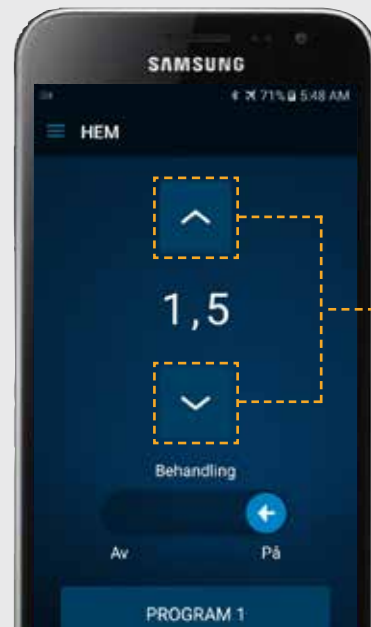 SAMSUNG
71% 5:48 AM
HEM
1,5
Behandling
Av På
PROGRAM 1